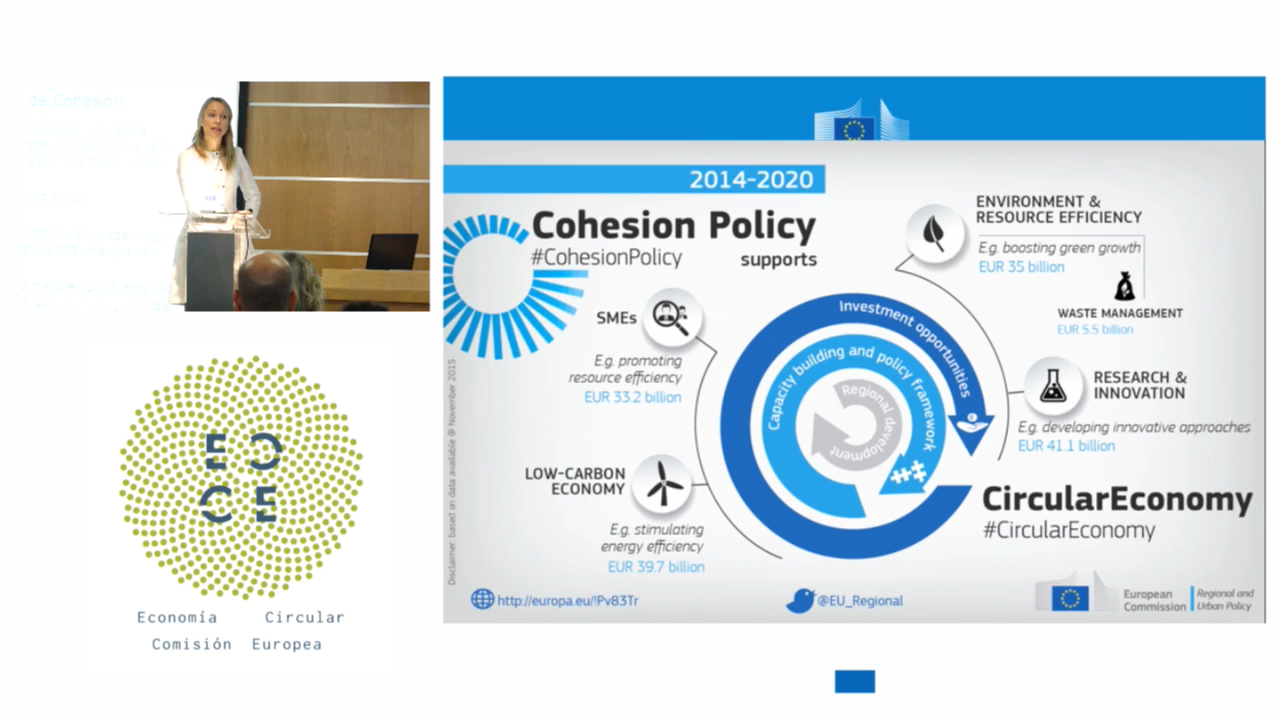 de Cohesión
2014-2020
Cohesion Policy
#CohesionPolicy
supports
SMEs
E.g. promoting
resource efficiency
EUR 33.2 billion
LOW-CARBON
ECONOMY
E.g. stimulating
energy efficiency
EUR 39.7 billion
Investment opportunities
Capacity building and policy framework
Regional development
ENVIRONMENT &
RESOURCE EFFICIENCY
E.g. boosting green growth
EUR 35 billion
WASTE MANAGEMENT
EUR 5.5 billion
RESEARCH &
INNOVATION
E.g. developing innovative approaches
EUR 41.1 billion
CircularEconomy
#CircularEconomy
Disclaimer: based on data available @ November 2015
http://europa.eu/!Pv83Tr
@EU_Regional
European
Commission
Regional and
Urban Policy
EC
CE
Economía Circular
Comisión Europea